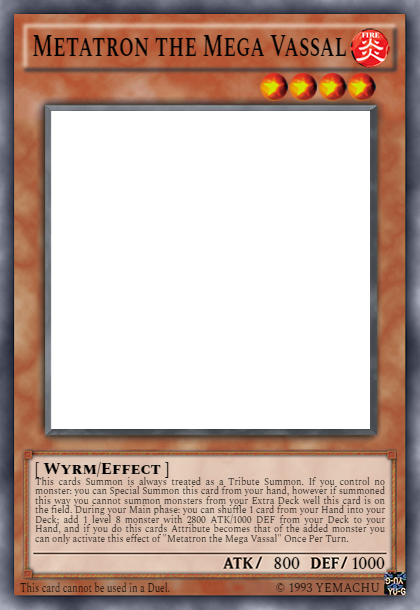 METATRON THE MEGA VASSAL
FIRE
炎
[ WYRM/EFFECT ]
This cards Summon is always treated as a Tribute Summon. If you control no
monster: you can Special Summon this card from your hand, however if summoned
this way you cannot summon monsters from your Extra Deck well this card is on
the field. During your Main phase: you can shuffle 1 card from your Hand into your
Deck; add 1 level 8 monster with 2800 ATK/1000 DEF from your Deck to your
Hand, and if you do this cards Attribute becomes that of the added monster you
can only activate this effect of "Metatron the Mega Vassal" Once Per Turn.
ATK/ 800 DEF/ 1000
This card cannot be used in a Duel.
© 1993 YEMACHU